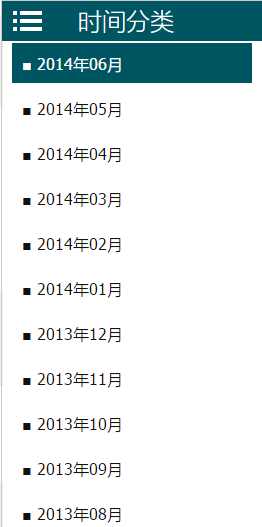 时间分类
■ 2014年06月
■ 2014年05月
■ 2014年04月
■ 2014年03月
■ 2014年02月
■ 2014年01月
■ 2013年12月
■ 2013年11月
■ 2013年10月
■ 2013年09月
■ 2013年08月